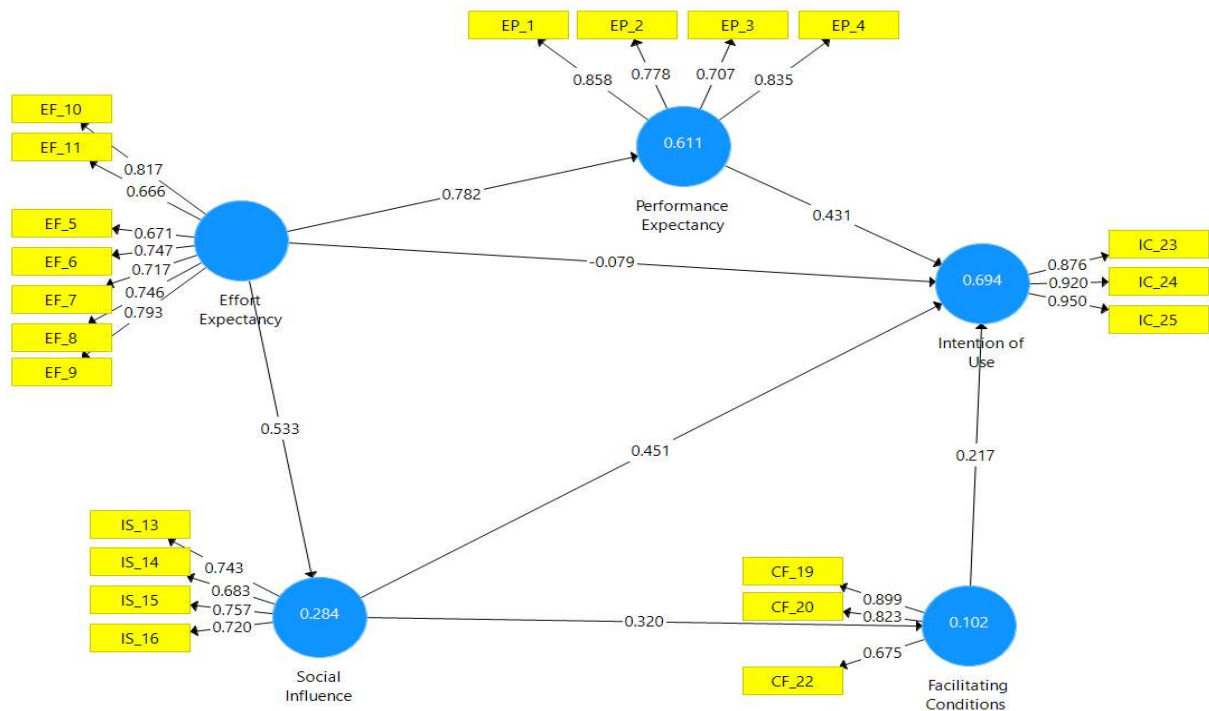 EP_1
EP_2
EP_3
EP_4
0.858
0.778
0.707
0.835
EF_10
EF_11
EF_5
EF_6
EF_7
EF_8
EF_9
0.817
0.666
0.671
0.747
0.717
0.746
0.793
Effort
Expectancy
0.782
0.611
Performance
Expectancy
0.431
-0.079
0.694
Intention of
Use
0.876
0.920
0.950
IC_23
IC_24
IC_25
0.533
0.451
0.217
IS_13
IS_14
IS_15
IS_16
0.743
0.683
0.757
0.720
0.284
Social
Influence
0.320
CF_19
CF_20
CF_22
0.899
0.823
0.675
0.102
Facilitating
Conditions